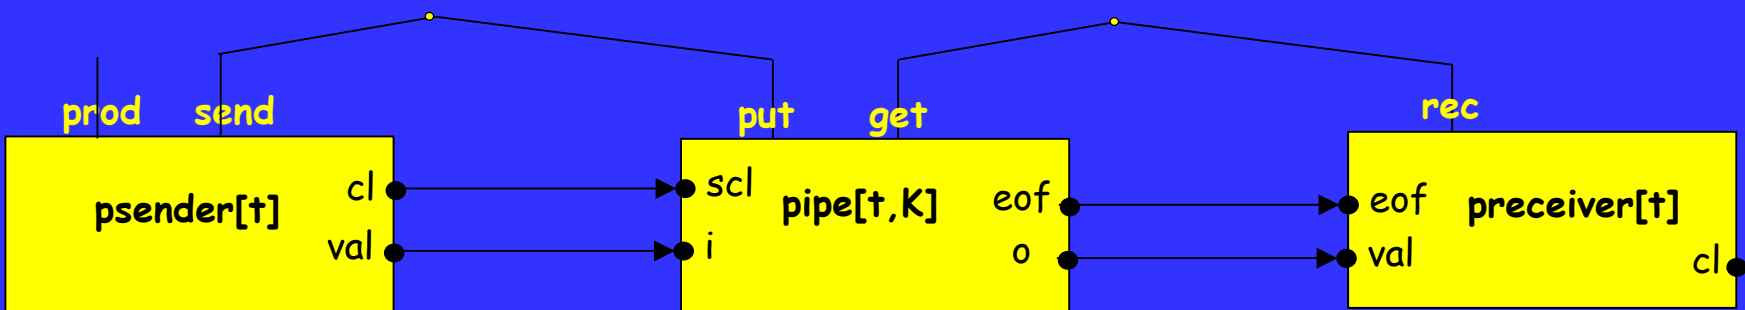 prod send put get rec
cl scl eof eof
psender[t] pipe[t,K] preceiver[t]
val i o val cl